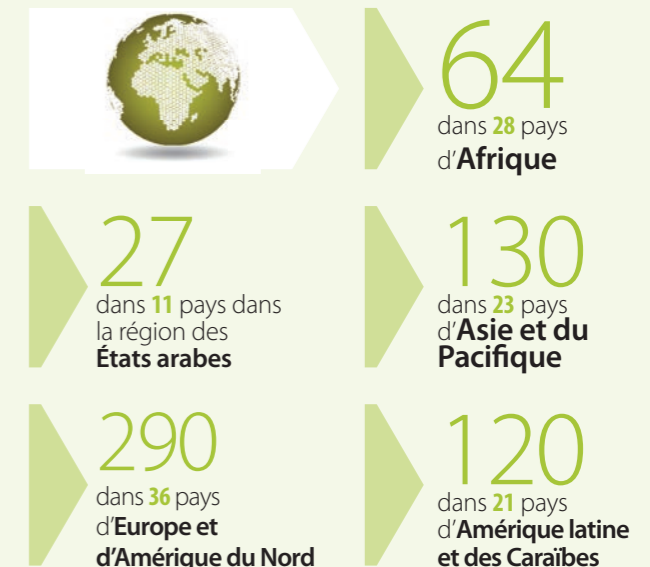 64
dans 28 pays
d'Afrique
27
dans 11 pays dans
la région des
États arabes
130
dans 23 pays
d'Asie et du
Pacifique
290
dans 36 pays
d'Europe et
d'Amérique du Nord
120
dans 21 pays
d'Amérique latine
et des Caraïbes